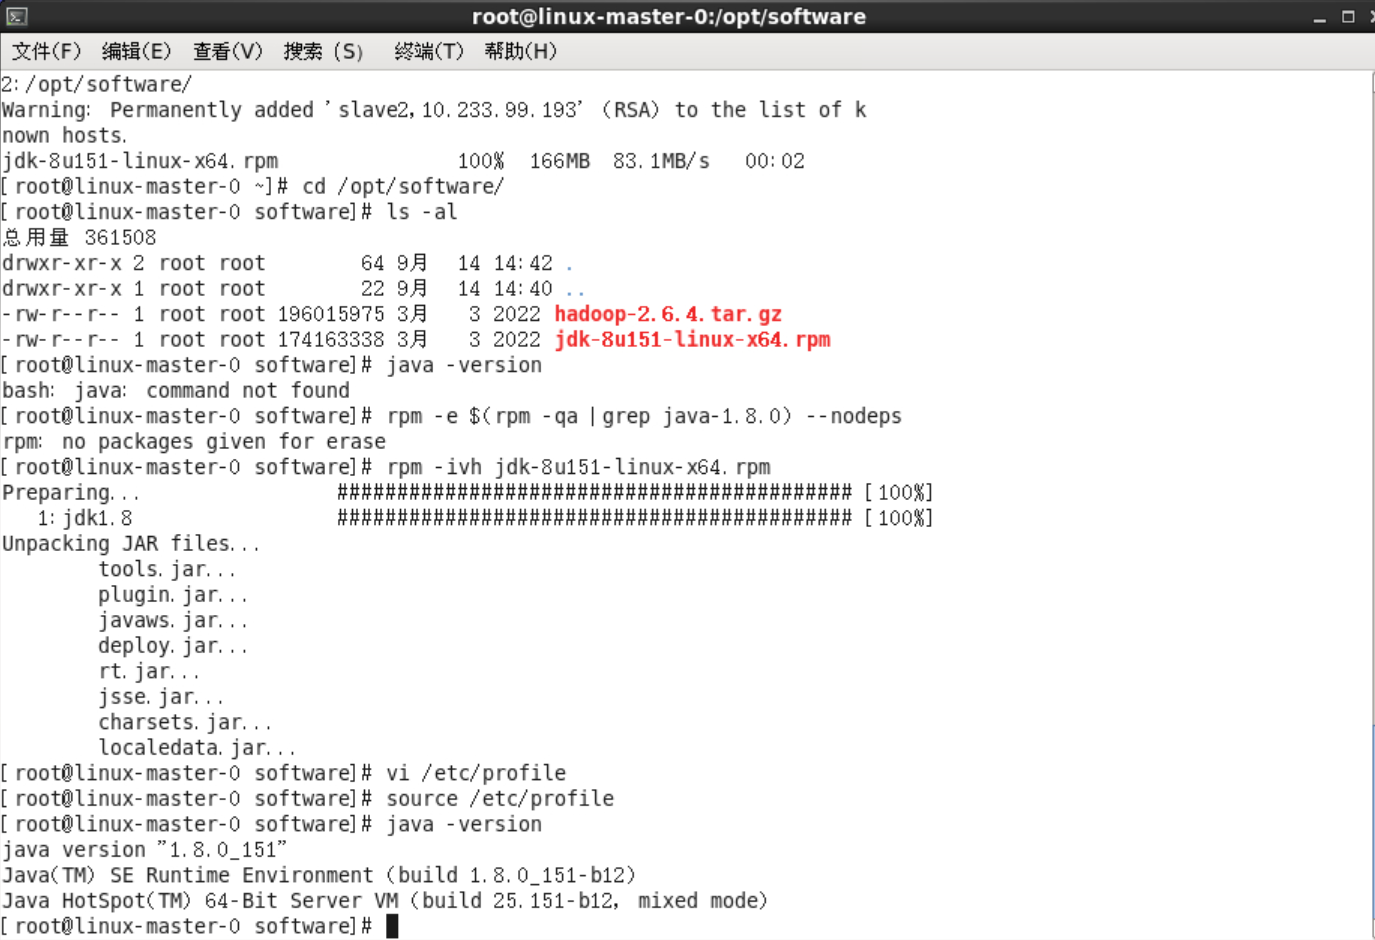 root@linux-master-0:/opt/software
文件(F) 编辑(E) 查看(V) 搜索 (S) 终端(T) 帮助(H)
2:/opt/software/
Warning: Permanently added 'slave2,10.233.99.193' (RSA) to the list of k
nown hosts.
jdk-8u151-linux-x64.rpm 100% 166MB 83.1MB/s 00:02
[root@linux-master-0 ~]# cd /opt/software/
[root@linux-master-0 software]# ls -al
总用量 361508
drwxr-xr-x 2 root root 64 9月 14 14:42 .
drwxr-xr-x 1 root root 22 9月 14 14:40 ..
-rw-r--r-- 1 root root 196015975 3月 3 2022 hadoop-2.6.4.tar.gz
-rw-r--r-- 1 root root 174163338 3月 3 2022 jdk-8u151-linux-x64.rpm
[root@linux-master-0 software]# java -version
bash: java: command not found
[root@linux-master-0 software]# rpm -e $(rpm -qa |grep java-1.8.0) --nodeps
rpm: no packages given for erase
[root@linux-master-0 software]# rpm -ivh jdk-8u151-linux-x64.rpm
Preparing... ########################################### [100%]
1:jdk1.8 ########################################### [100%]
Unpacking JAR files...
tools.jar...
plugin.jar...
javaws.jar...
deploy.jar...
rt.jar...
jsse.jar...
charsets.jar...
localedata.jar...
[root@linux-master-0 software]# vi /etc/profile
[root@linux-master-0 software]# source /etc/profile
[root@linux-master-0 software]# java -version
java version "1.8.0_151"
Java(TM) SE Runtime Environment (build 1.8.0_151-b12)
Java HotSpot(TM) 64-Bit Server VM (build 25.151-b12, mixed mode)
[root@linux-master-0 software]#